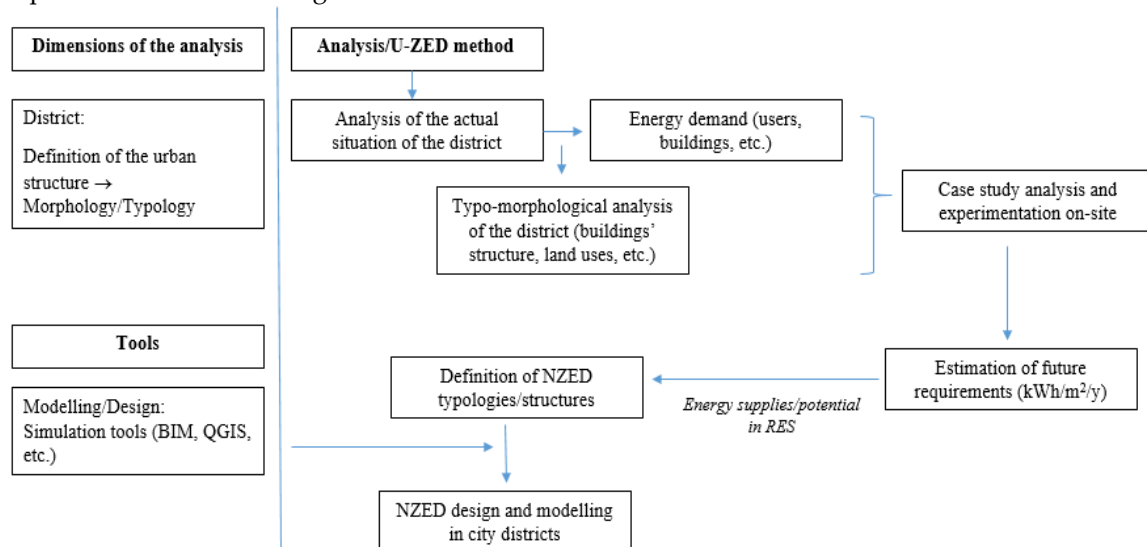 Dimensions of the analysis
Analysis/U-ZED method
District:
Definition of the urban
structure →
Morphology/Typology
Analysis of the actual
situation of the district
Energy demand (users,
buildings, etc.)
Typo-morphological analysis
of the district (buildings’
structure, land uses, etc.)
Case study analysis and
experimentation on-site
Tools
Modelling/Design:
Simulation tools (BIM, QGIS,
etc.)
Definition of NZED
typologies/structures
Energy supplies/potential
in RES
Estimation of future
requirements (kWh/m²/y)
NZED design and modelling
in city districts